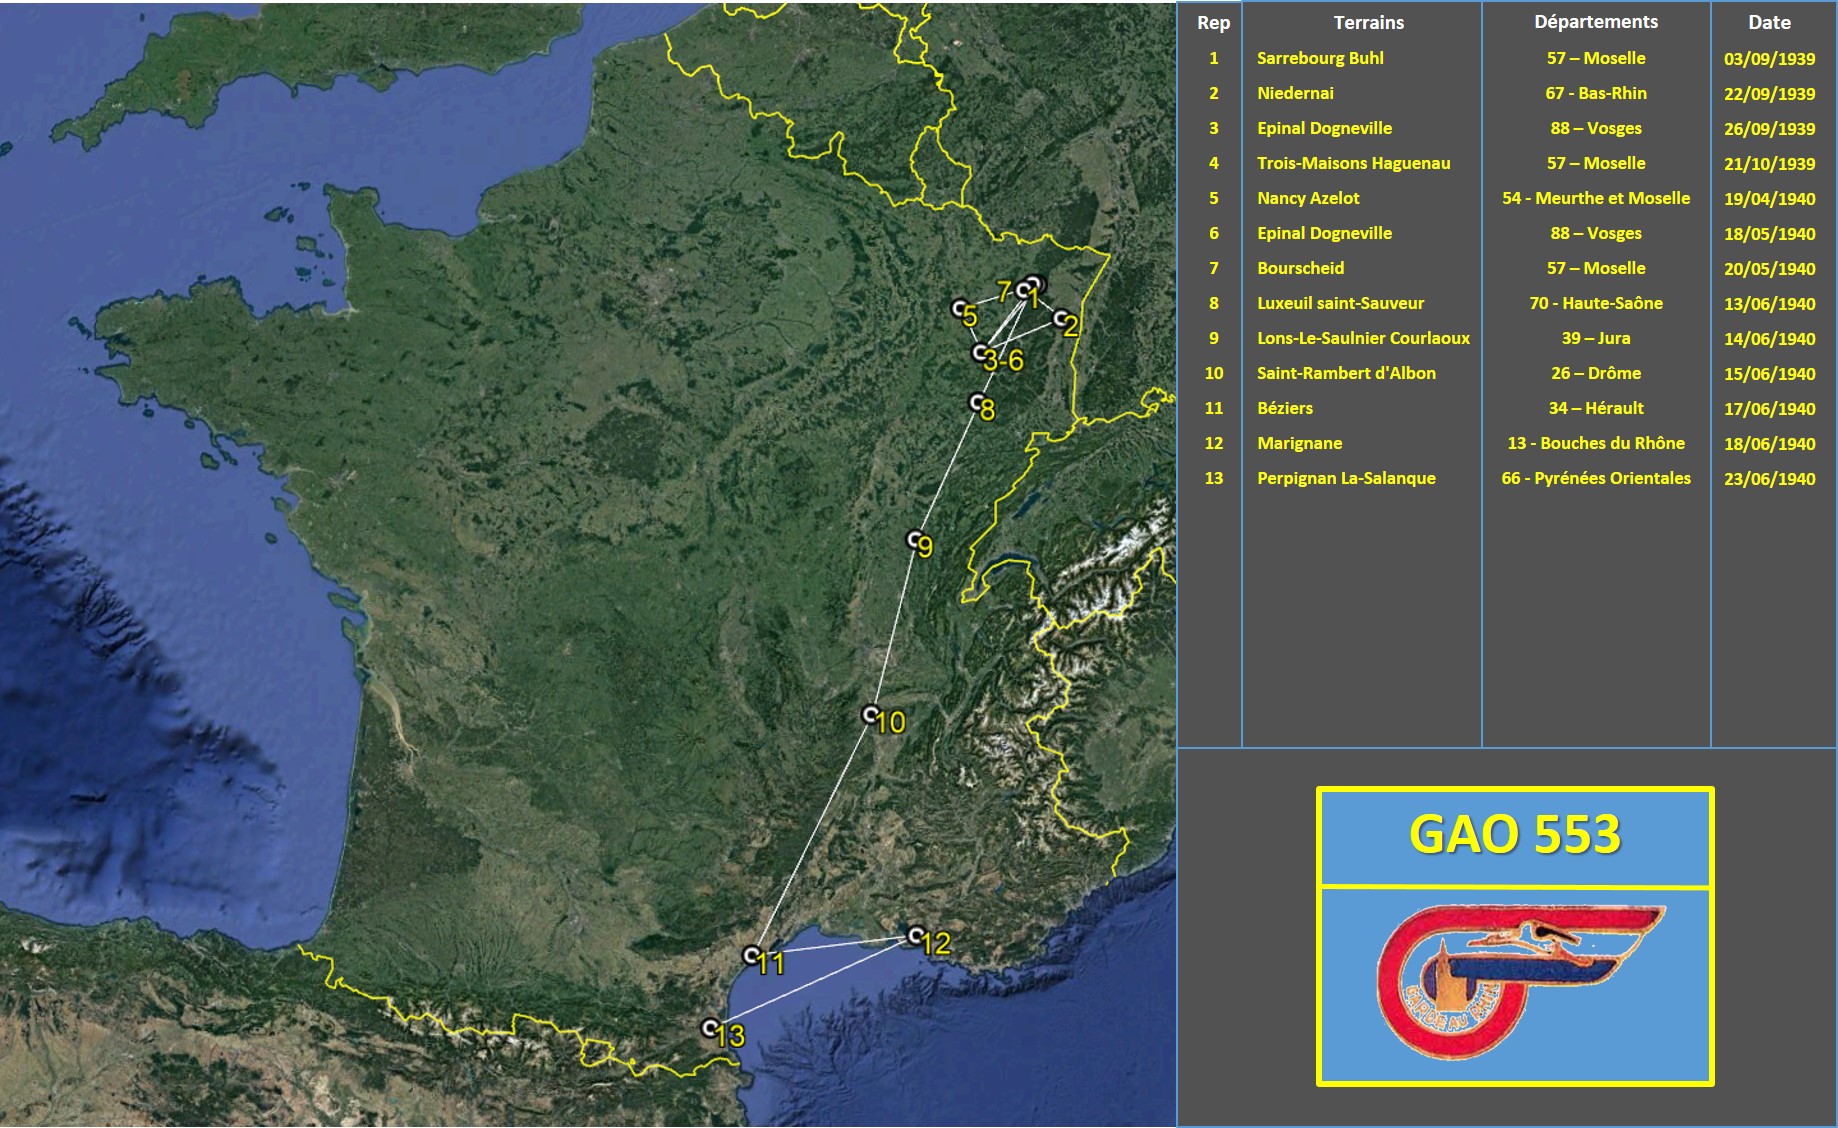 Rep Terrains Départements Date
1 Sarrebourg Buhl 57 – Moselle 03/09/1939
2 Niedernai 67 - Bas-Rhin 22/09/1939
3 Epinal Dogneville 88 – Vosges 26/09/1939
4 Trois-Maisons Haguenau 57 – Moselle 21/10/1939
5 Nancy Azelot 54 - Meurthe et Moselle 19/04/1940
6 Epinal Dogneville 88 – Vosges 18/05/1940
7 Bourscheid 57 – Moselle 20/05/1940
8 Luxeuil saint-Sauveur 70 - Haute-Saône 13/06/1940
9 Lons-Le-Saulnier Courlaoux 39 – Jura 14/06/1940
10 Saint-Rambert d'Albon 26 – Drôme 15/06/1940
11 Béziers 34 – Hérault 17/06/1940
12 Marignane 13 - Bouches du Rhône 18/06/1940
13 Perpignan La-Salanque 66 - Pyrénées Orientales 23/06/1940
7
1
5
2
3-6
8
9
10
11
12
13
GAO 553
GARDE AU RHIN